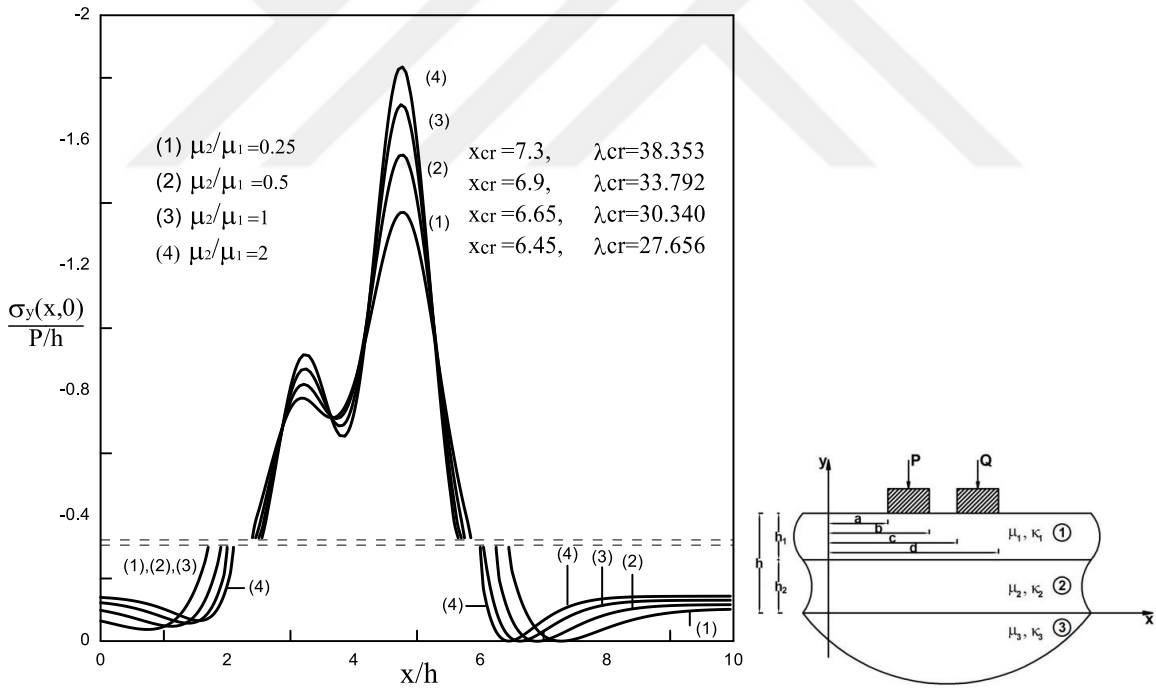 -2
-1.6
-1.2
-0.8
-0.4
0
σy(x,0)
P/h
(1) μ2/μ1=0.25
(2) μ2/μ1=0.5
(3) μ2/μ1=1
(4) μ2/μ1=2
xcr=7.3, λcr=38.353
xcr=6.9, λcr=33.792
xcr=6.65, λcr=30.340
xcr=6.45, λcr=27.656
(4)
(3)
(2)
(1)
(1),(2),(3)
(4)
(4)
(4)
(3)
(2)
(1)
0 2 4 6 8 10
x/h
y
P
Q
a
b
c
d
h
h1
h2
μ1, κ1 1
μ2, κ2 2
μ3, κ3 3
x